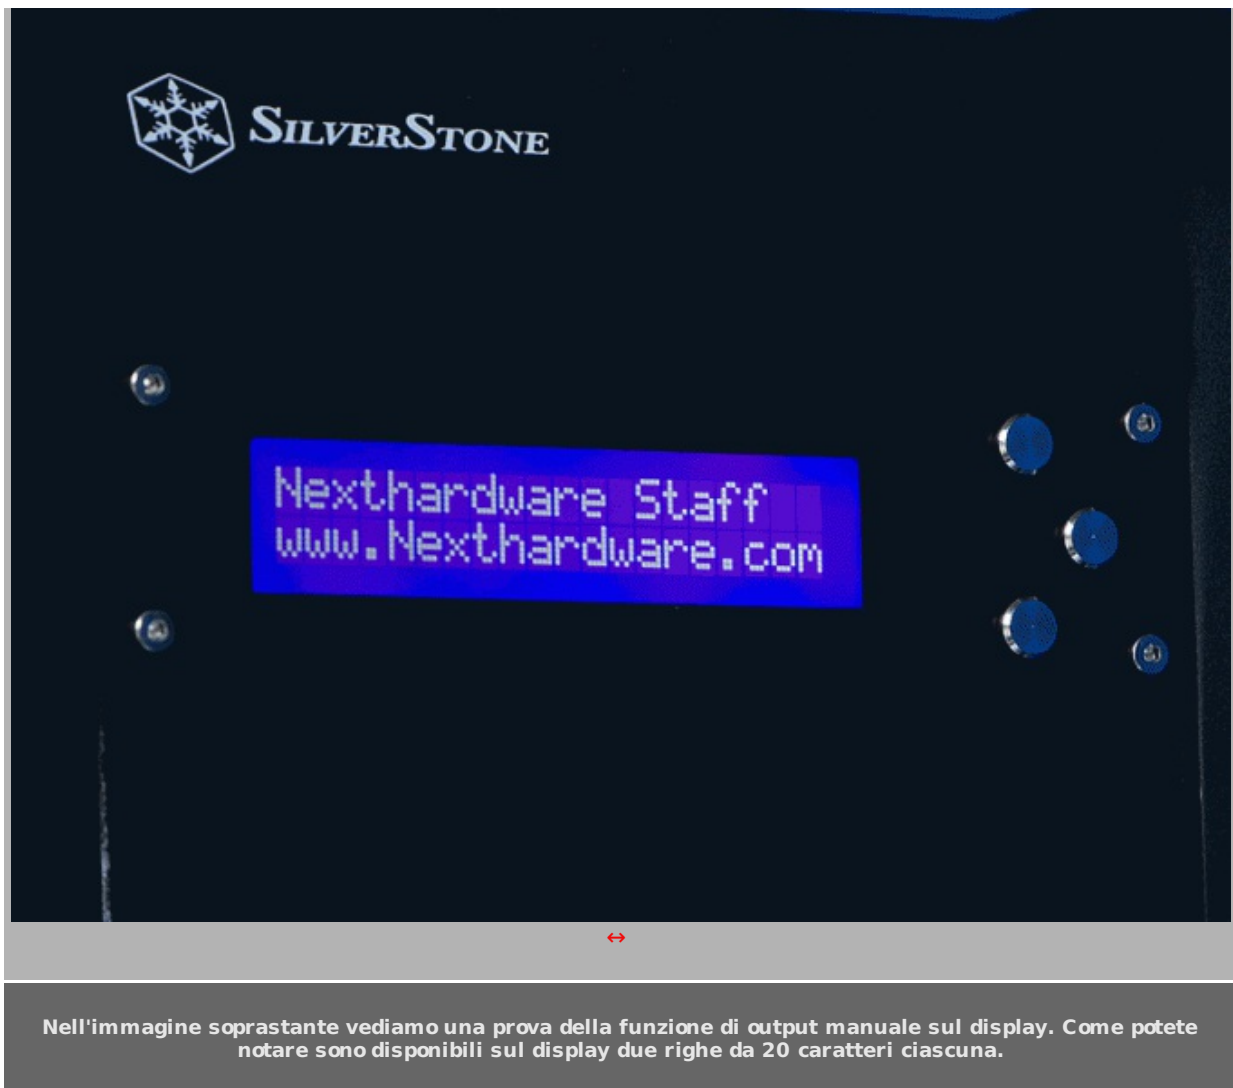 SILVERSTONE
Nexthardware Staff
www.Nexthardware.com
↔
Nell'immagine soprastante vediamo una prova della funzione di output manuale sul display. Come potete
notare sono disponibili sul display due righe da 20 caratteri ciascuna.